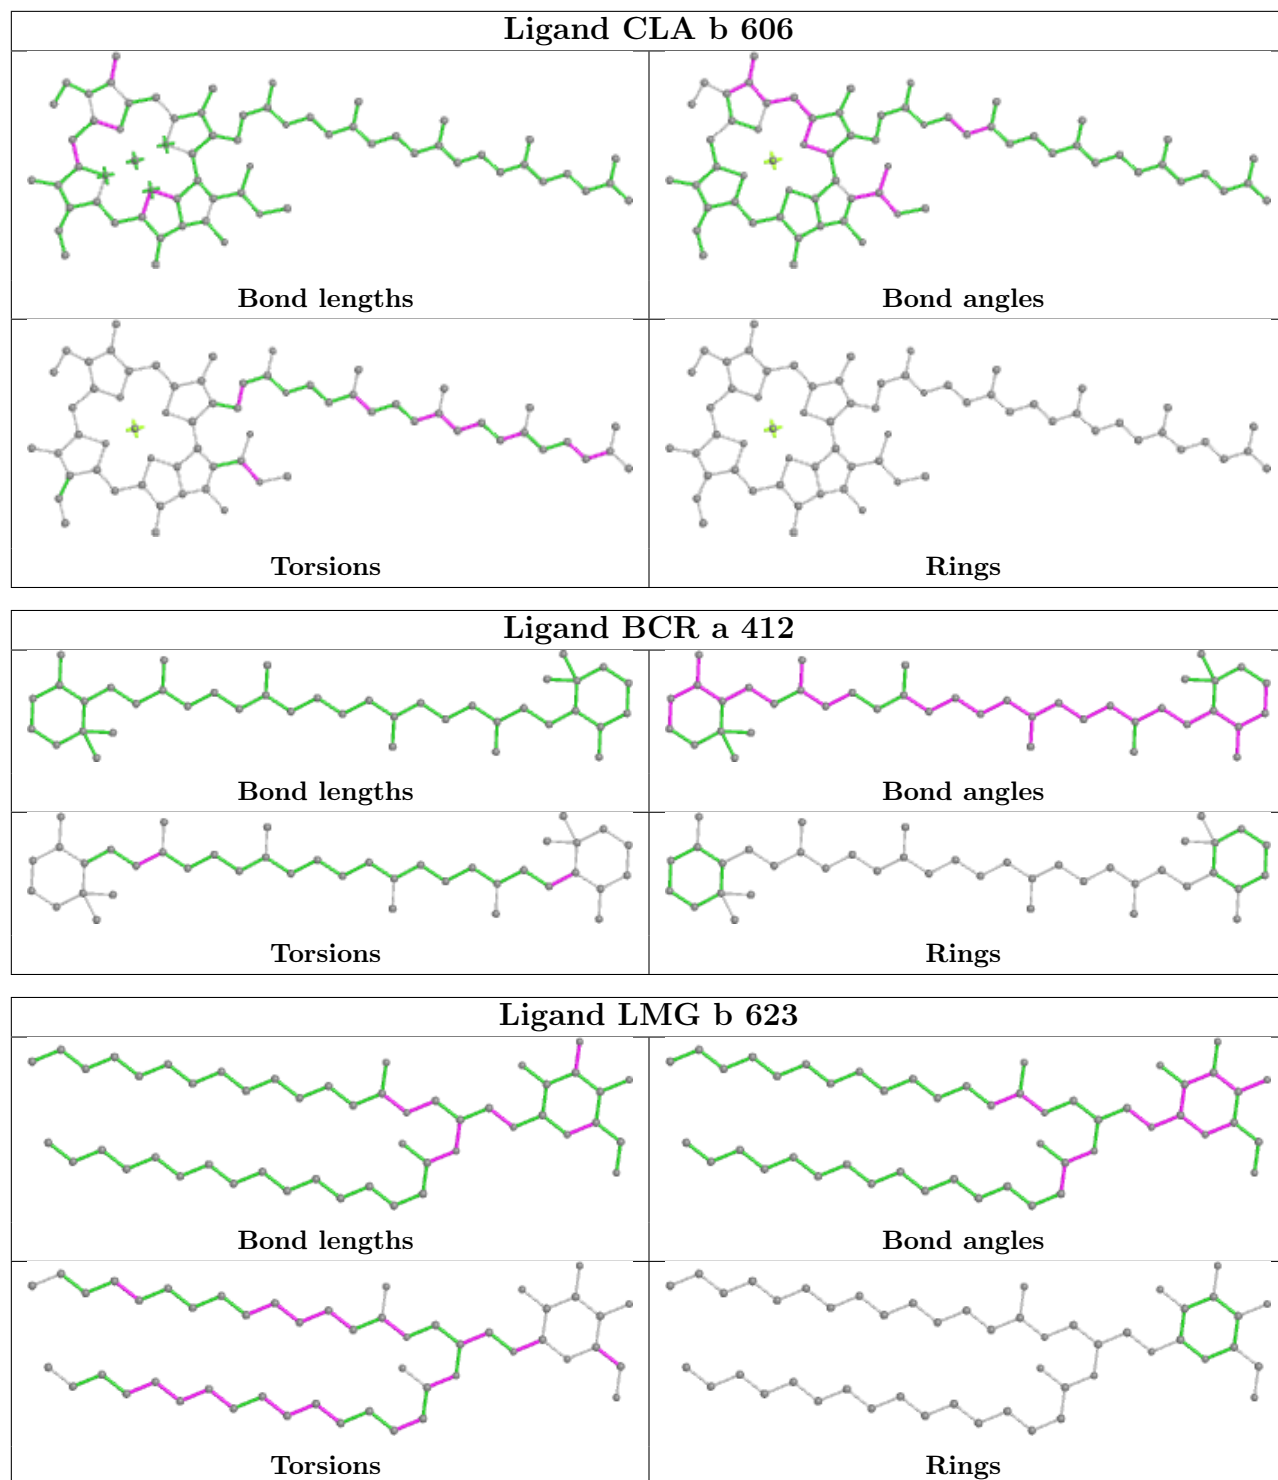 Ligand CLA b 606
Bond lengths
Bond angles
Torsions
Rings
Ligand BCR a 412
Bond lengths
Bond angles
Torsions
Rings
Ligand LMG b 623
Bond lengths
Bond angles
Torsions
Rings